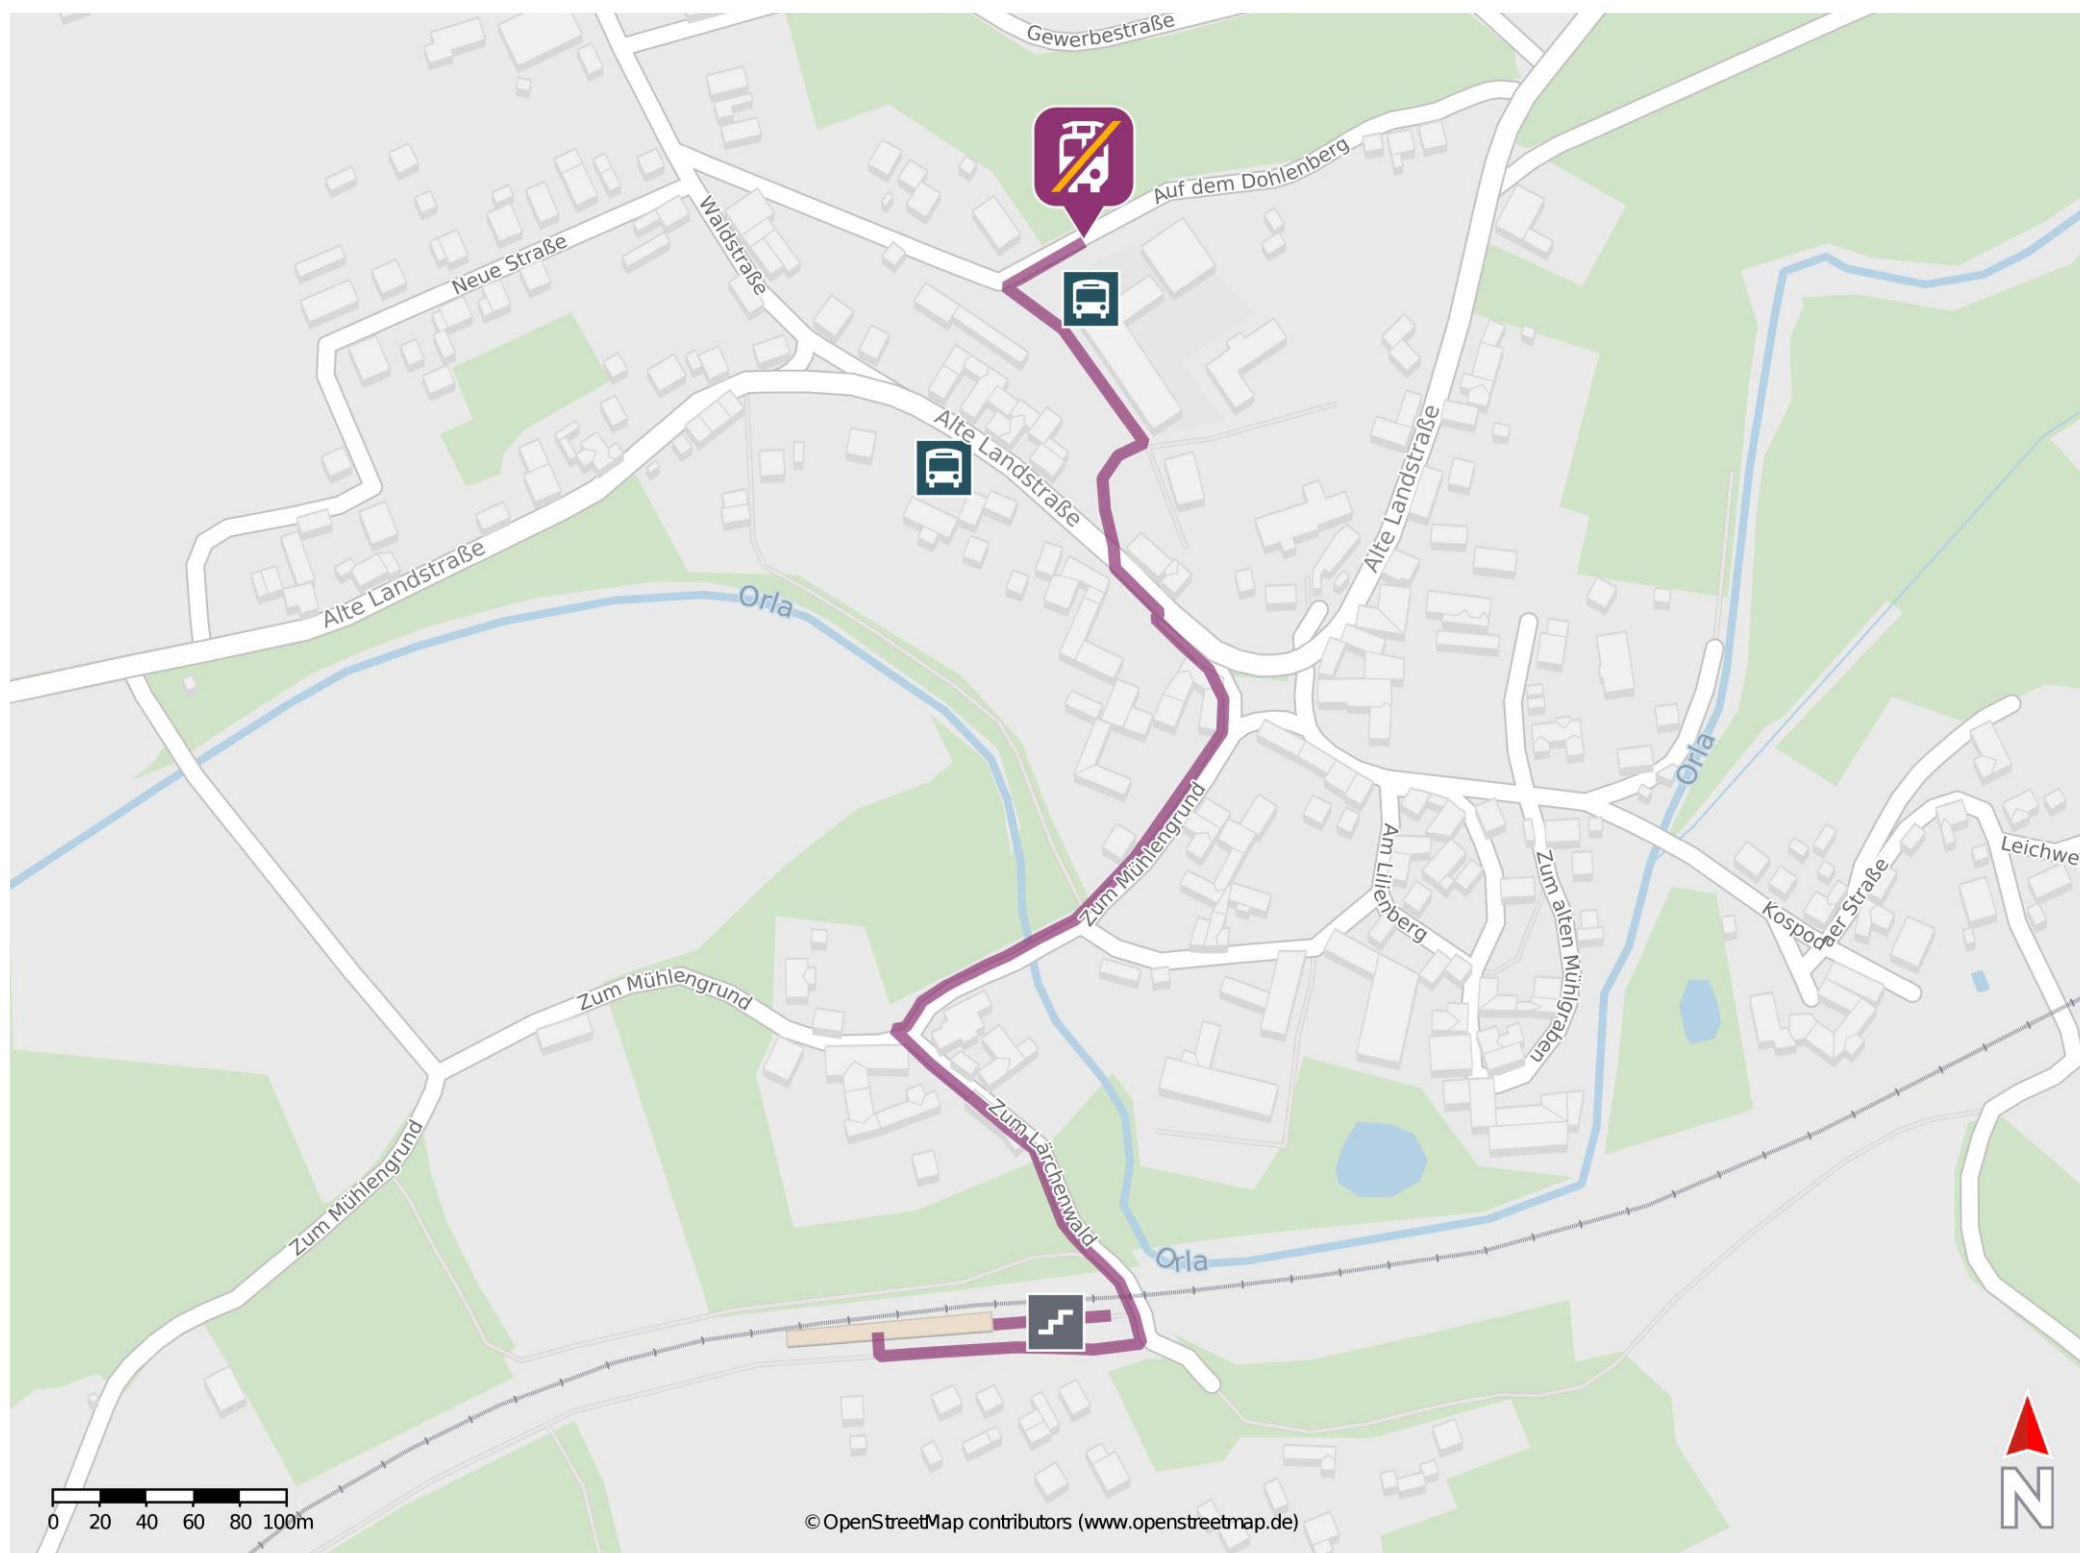 Gewerbestraße
Auf dem Dohlenberg
Waldstraße
Neue Straße
Alte Landstraße
Alte Landstraße
Alte Landstraße
Orla
Orla
Zum Mühlengrund
Am Lilienberg
Zum alten Mühlgraben
Leichwe
Kospodaer Straße
Zum Mühlengrund
Zum Lärchenwald
Zum Mühlengrund
Orla
0 20 40 60 80 100m
© OpenStreetMap contributors (www.openstreetmap.de)
N